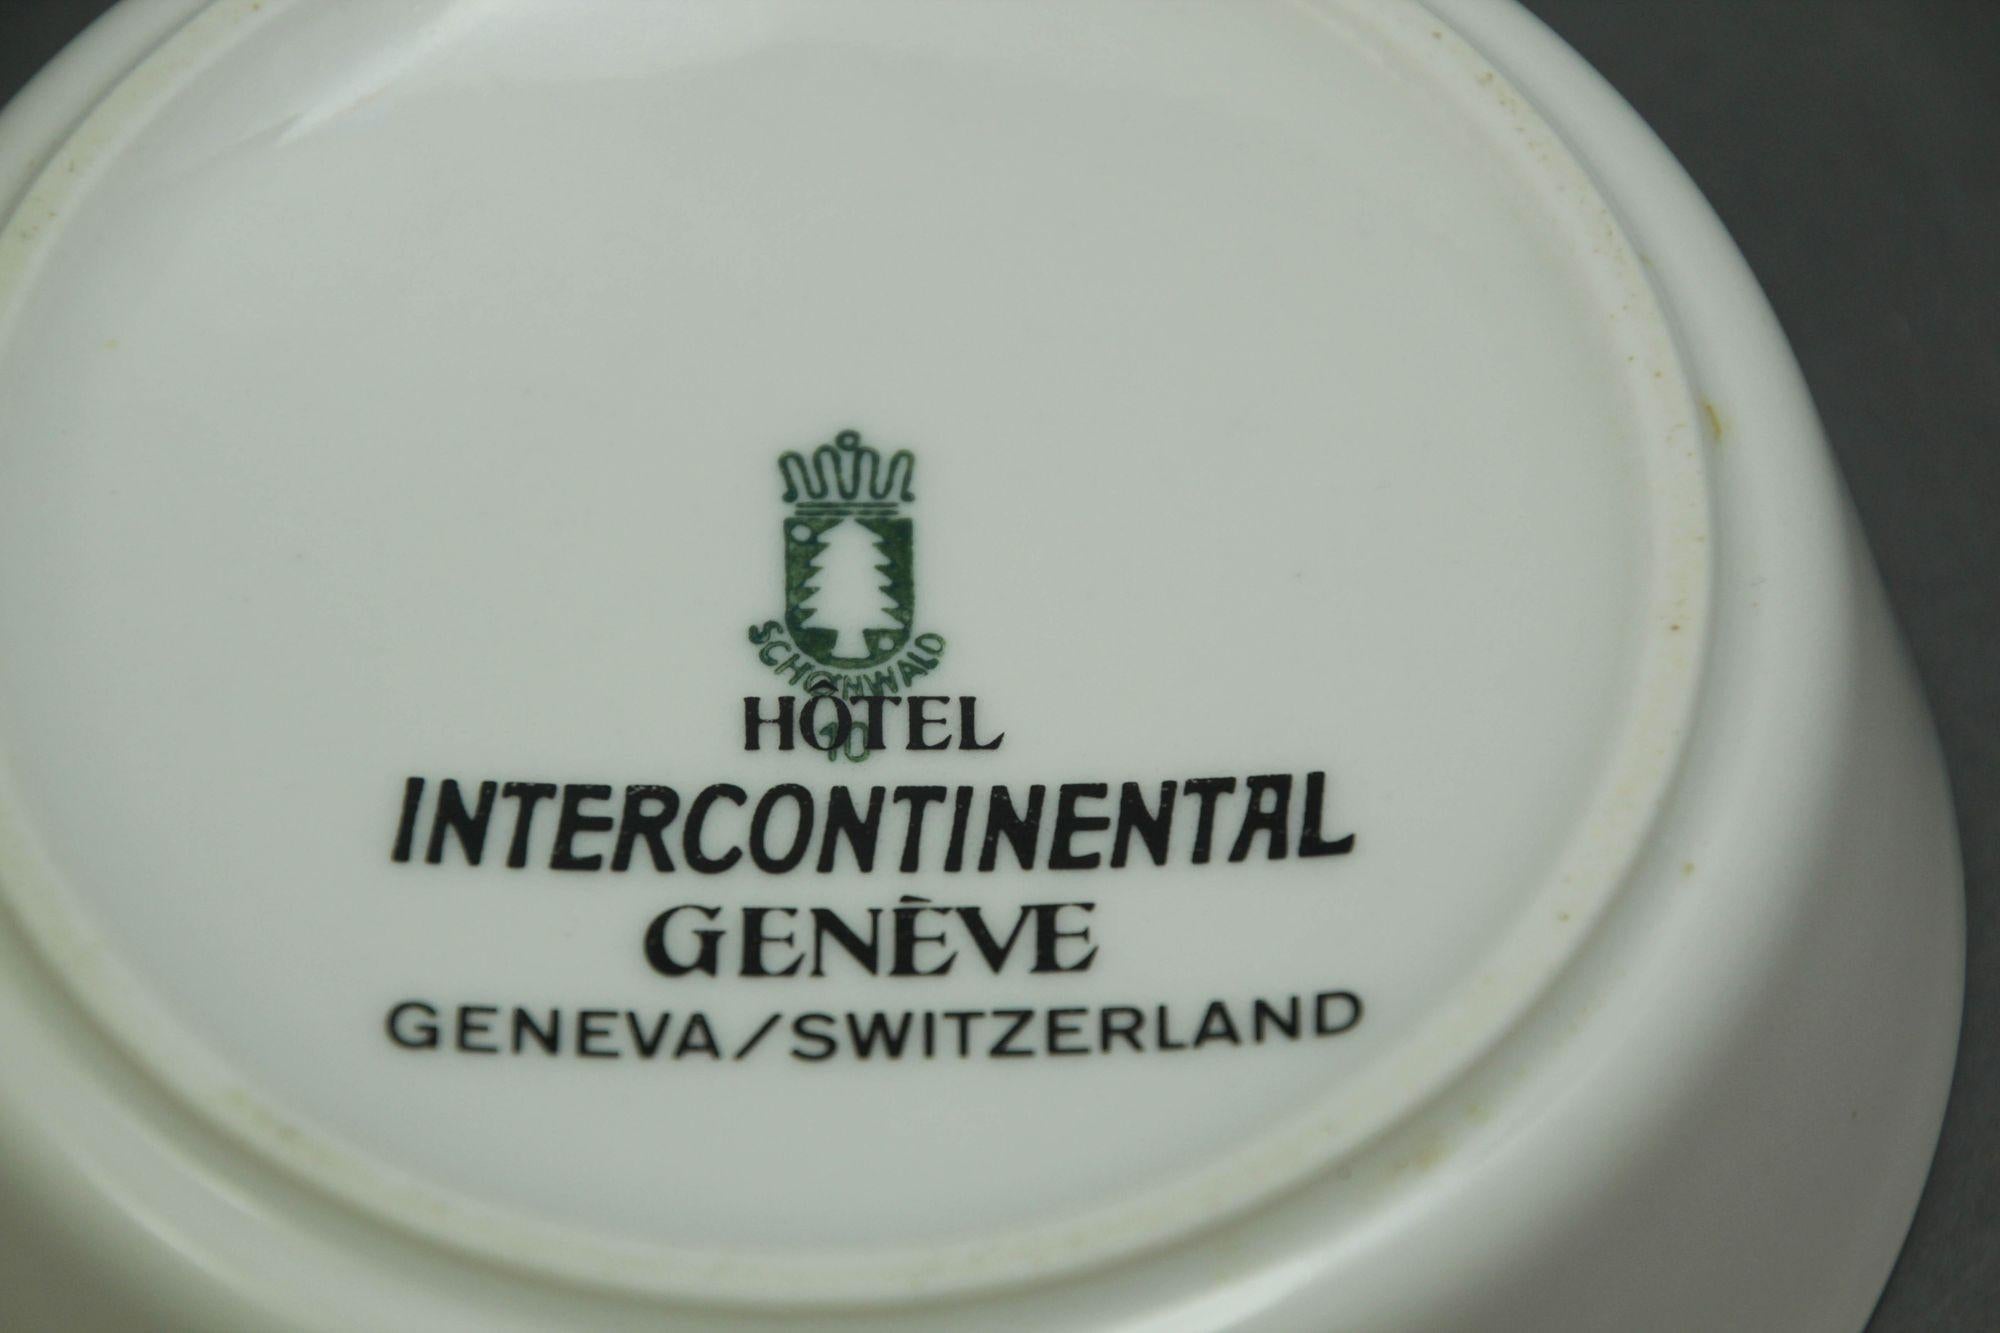 SCHÖNWALD
HÔTEL
10
INTERCONTINENTAL
GENÈVE
GENEVA/SWITZERLAND